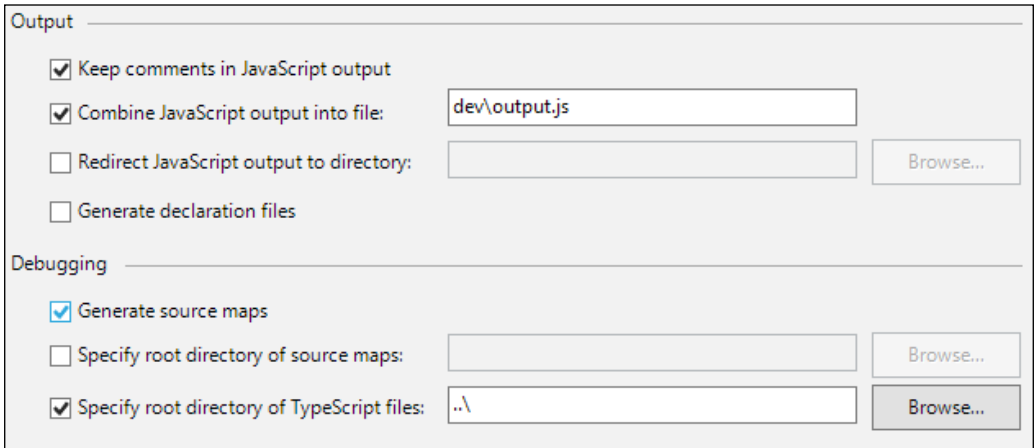 Output
Keep comments in JavaScript output
Combine JavaScript output into file: dev\output.js
Redirect JavaScript output to directory: Browse...
Generate declaration files
Debugging
Generate source maps
Specify root directory of source maps: Browse...
Specify root directory of TypeScript files: ..\ Browse...